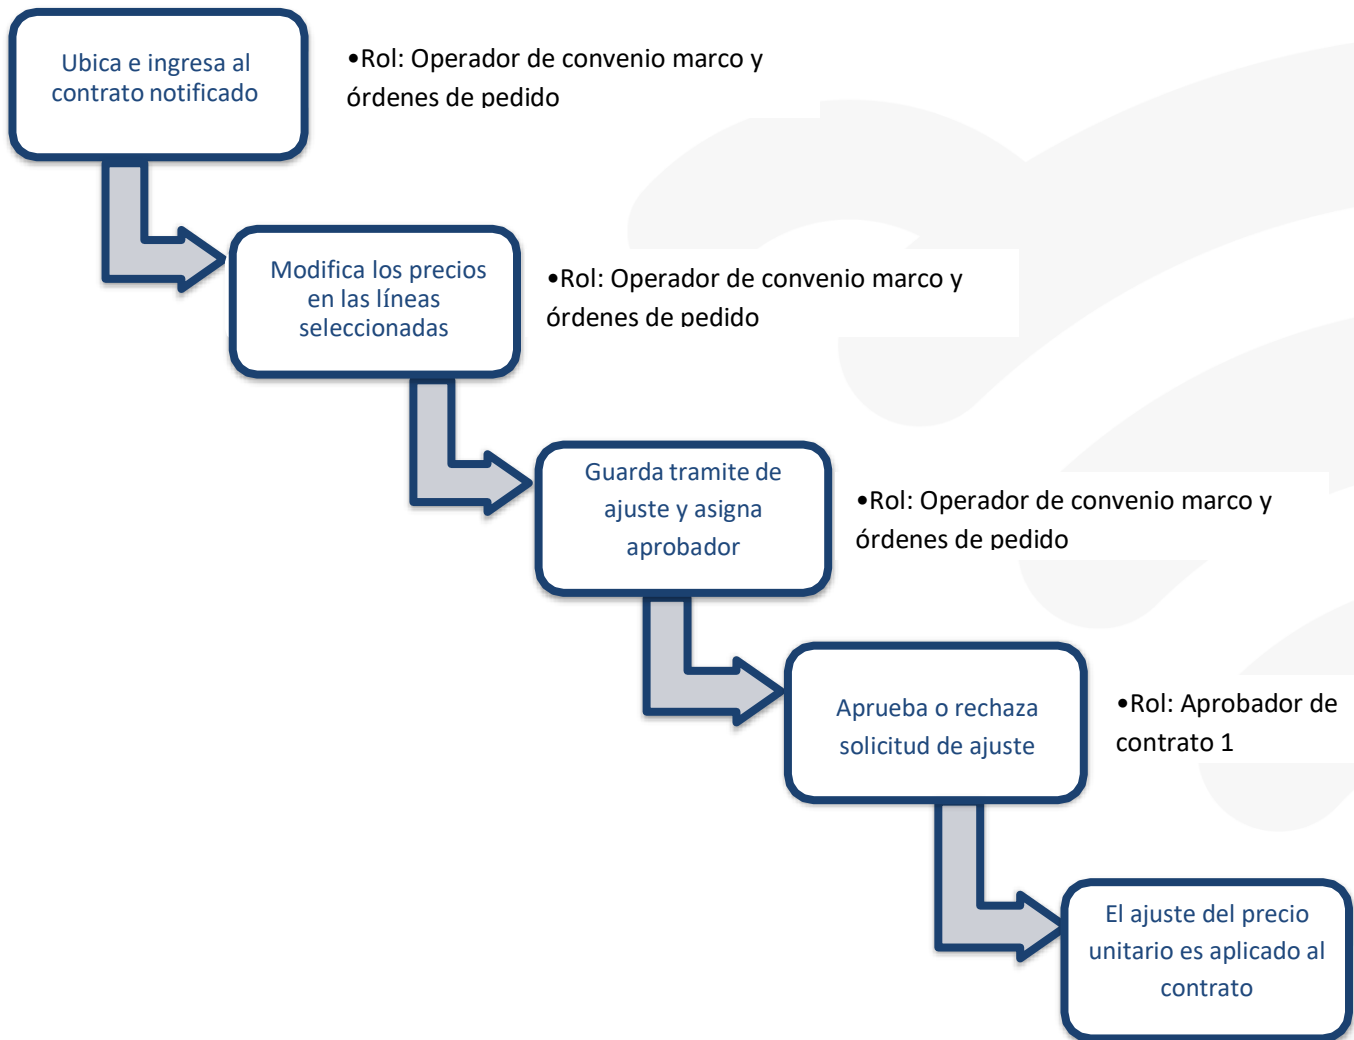 Ubica e ingresa al
contrato notificado
•Rol: Operador de convenio marco y
órdenes de pedido
Modifica los precios
en las líneas
seleccionadas
•Rol: Operador de convenio marco y
órdenes de pedido
Guarda tramite de
ajuste y asigna
aprobador
•Rol: Operador de convenio marco y
órdenes de pedido
Aprueba o rechaza
solicitud de ajuste
•Rol: Aprobador de
contrato 1
El ajuste del precio
unitario es aplicado al
contrato